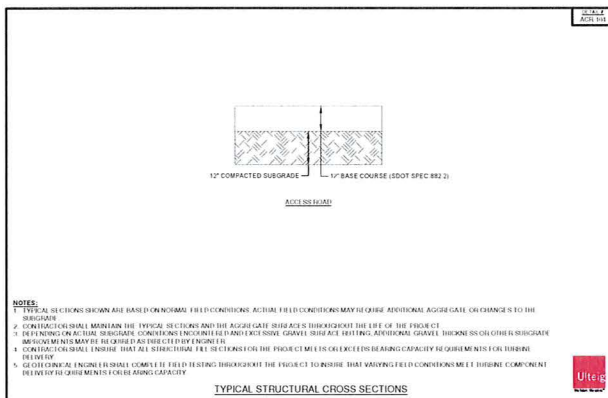 ACR 101
12" COMPACTED SUBGRADE
BASE COURSE (SDOT SPEC 882 2)
ACCESS ROAD
NOTES:
1. TYPICAL SECTIONS SHOWN ARE BASED ON NORMAL FIELD CONDITIONS. ACTUAL FIELD CONDITIONS MAY REQUIRE ADDITIONAL AGGREGATE OR CHANGES TO THE
SUBGRADE
2. CONTRACTOR SHALL MAINTAIN THE TYPICAL SECTIONS AND THE AGGREGATE SURFACES THROUGHOUT THE LIFE OF THE PROJECT
3. DEPENDING ON ACTUAL SUBGRADE CONDITIONS ENCOUNTERED AND EXCESSIVE GRAVEL SURFACE RUTTING, ADDITIONAL GRAVEL THICKNESS OR OTHER SUBGRADE
IMPROVEMENTS MAY BE REQUIRED AS DIRECTED BY ENGINEER
4. CONTRACTOR SHALL ENSURE THAT ALL STRUCTURAL FILL SECTIONS FOR THE PROJECT MEETS OR EXCEEDS BEARING CAPACITY REQUIREMENTS FOR TURBINE
DELIVERY
5. GEOTECHNICAL ENGINEER SHALL COMPLETE FIELD TESTING THROUGHOUT THE PROJECT TO INSURE THAT VARYING FIELD CONDITIONS MEET TURBINE COMPONENT
DELIVERY REQUIREMENTS FOR BEARING CAPACITY
TYPICAL STRUCTURAL CROSS SECTIONS
Ulteig